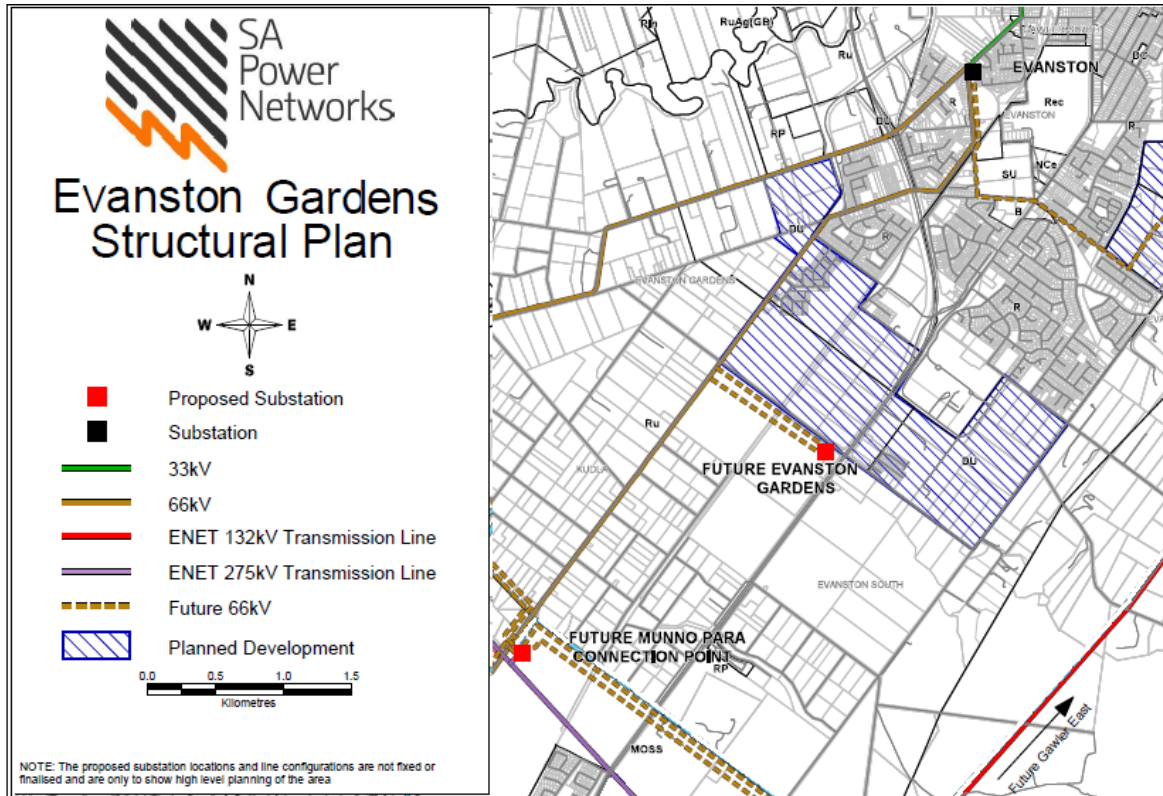 SA
Power
Networks
Evanston Gardens
Structural Plan
N
W
E
S
Proposed Substation
Substation
33kV
66kV
ENET 132kV Transmission Line
ENET 275kV Transmission Line
Future 66kV
Planned Development
0.0 0.5 1.0 1.5
Kilometres
NOTE: The proposed substation locations and line configurations are not fixed or
finalised and are only to show high level planning of the area
RuAg(GB)
Ru
EVANSTON
R
Rec
EVANSTON
RP
R
SU
NCe
B
DU
R
EVANSTON GARDENS
R
Ru
KUDLA
FUTURE EVANSTON
GARDENS
DU
EVANSTON SOUTH
FUTURE MUNNO PARA
CONNECTION POINT
RP
MOSS
Future Gawler East